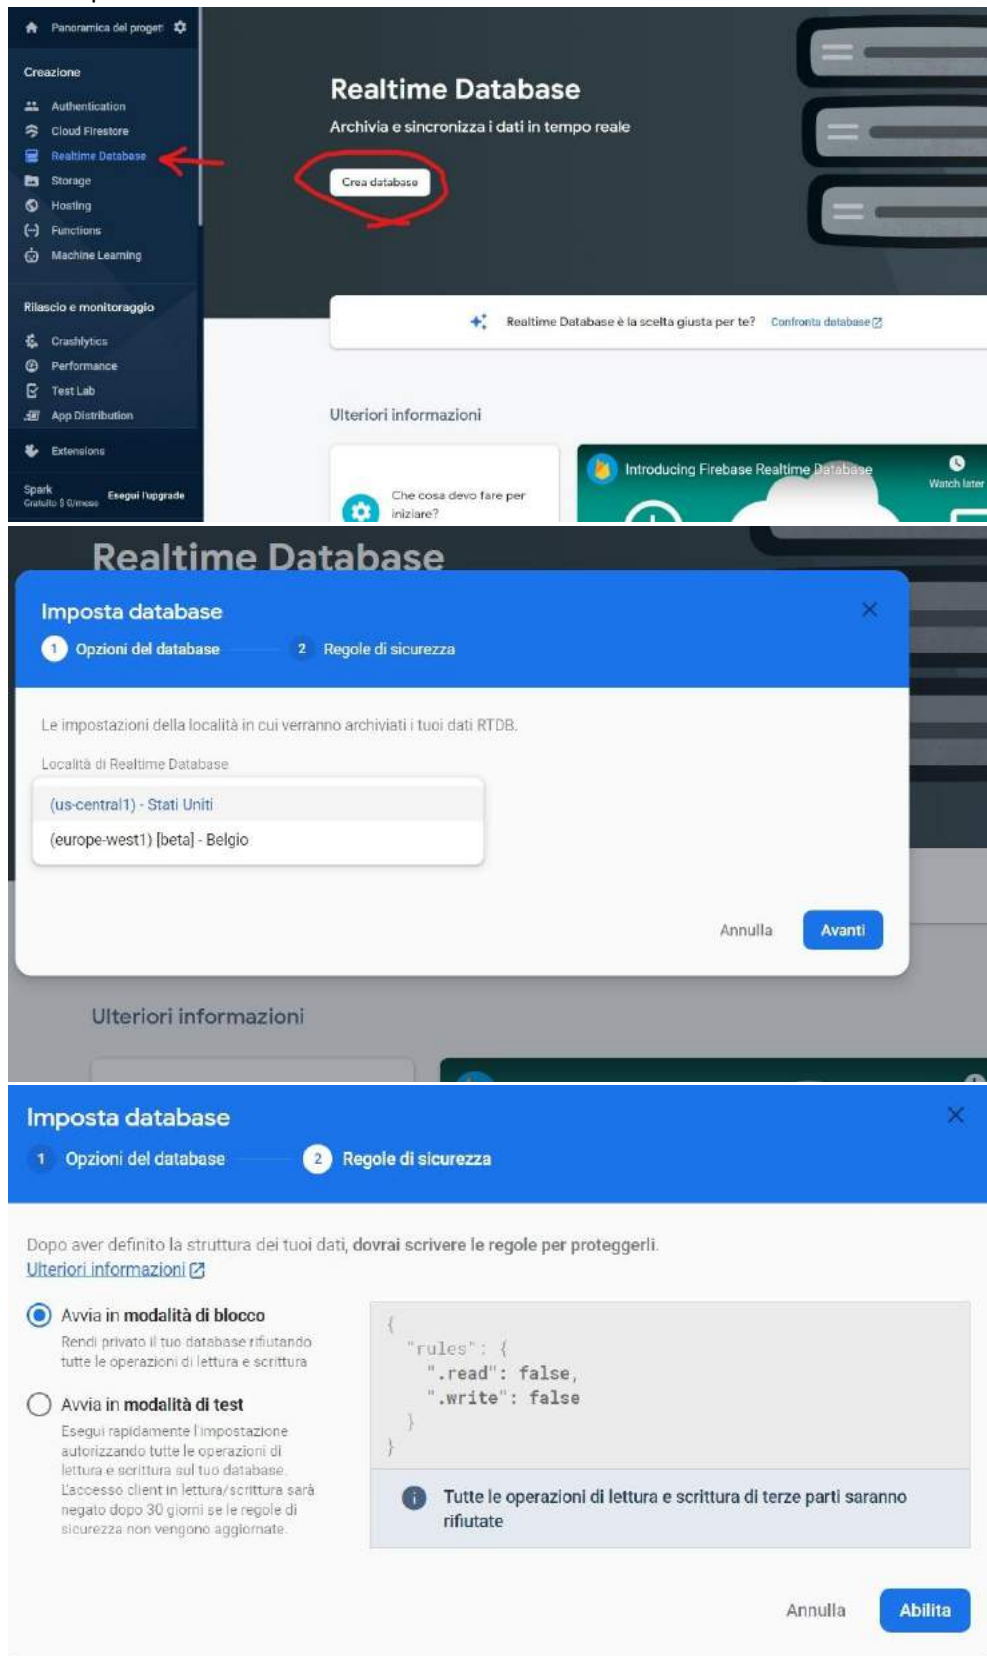 Panoramica del proget
Creazione
Authentication
Cloud Firestore
Realtime Database
Storage
Hosting
Functions
Machine Learning
Rilascio e monitoraggio
Crashlytics
Performance
Test Lab
App Distribution
Extensions
Spark
Gratuito $ 0/mese
Esegui l'upgrade
Realtime Database
Archivia e sincronizza i dati in tempo reale
Crea database
Realtime Database è la scelta giusta per te? Confronta database
Ulteriori informazioni
Che cosa devo fare per
iniziare?
Introducing Firebase Realtime Database
Watch later
Realtime Database
Imposta database
1 Opzioni del database 2 Regole di sicurezza
Le impostazioni della località in cui verranno archiviati i tuoi dati RTDB.
Località di Realtime Database
(us-central1) - Stati Uniti
(europe-west1) [beta] - Belgio
Annulla Avanti
Ulteriori informazioni
Imposta database
1 Opzioni del database 2 Regole di sicurezza
Dopo aver definito la struttura dei tuoi dati, dovrai scrivere le regole per proteggerli.
Ulteriori informazioni
Avvia in modalità di blocco
Rendi privato il tuo database rifiutando
tutte le operazioni di lettura e scrittura
Avvia in modalità di test
Esegui rapidamente l'impostazione
autorizzando tutte le operazioni di
lettura e scrittura sul tuo database.
L'accesso client in lettura/scrittura sarà
negato dopo 30 giorni se le regole di
sicurezza non vengono aggiornate.
{
"rules": {
".read": false,
".write": false
}
}
Tutte le operazioni di lettura e scrittura di terze parti saranno
rifiutate
Annulla Abilita